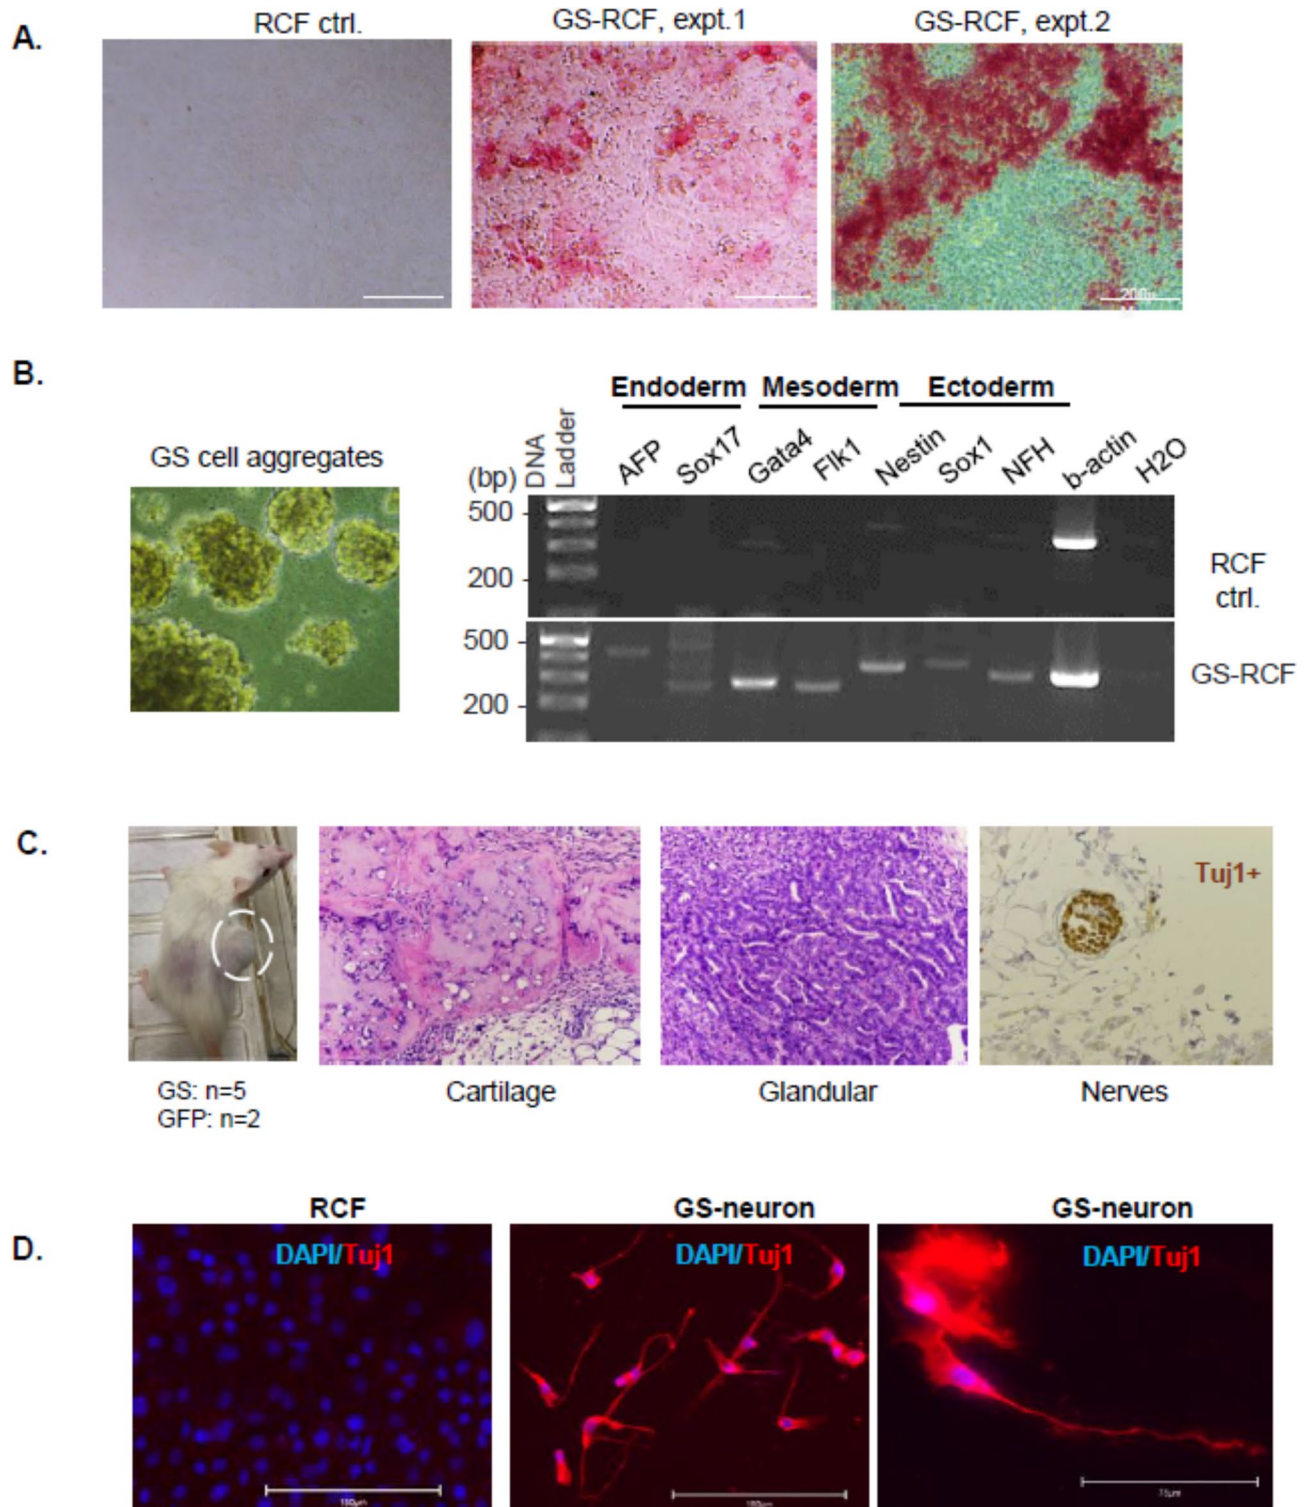 A.
RCF ctrl.
GS-RCF, expt.1
GS-RCF, expt.2
B.
GS cell aggregates
Endoderm Mesoderm Ectoderm
(bp)
DNA
Ladder
AFP
Sox17
Gata4
Flk1
Nestin
Sox1
NFH
b-actin
H2O
500
200
RCF
ctrl.
500
200
GS-RCF
C.
Tuj1+
GS: n=5
GFP: n=2
Cartilage
Glandular
Nerves
D.
RCF
GS-neuron
GS-neuron
DAPI/Tuj1
DAPI/Tuj1
DAPI/Tuj1